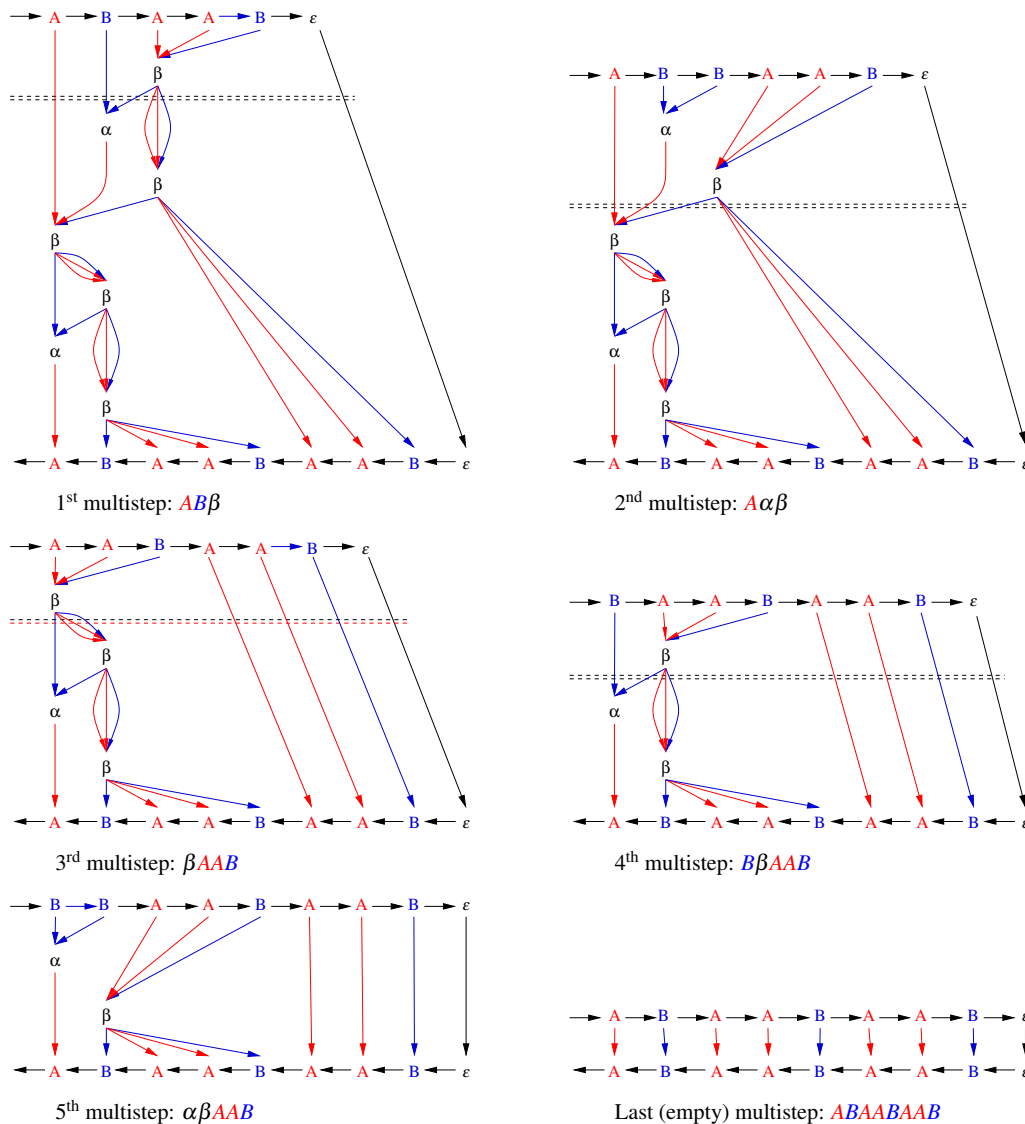 A B A A B ε
β
α
β
β
β
α
β
A B A A B A A B ε
1st multistep: ABβ
A B B A A B ε
α
β
β
β
α
β
A B A A B A A B ε
2nd multistep: Aαβ
A A B A A B ε
β
β
α
β
A B A A B A A B ε
3rd multistep: βAAB
B A A B A A B ε
β
α
β
A B A A B A A B ε
4th multistep: BβAAB
B B A A B A A B ε
α
β
A B A A B A A B ε
5th multistep: αβAAB
A B A A B A A B ε
A B A A B A A B ε
Last (empty) multistep: ABAABAAB